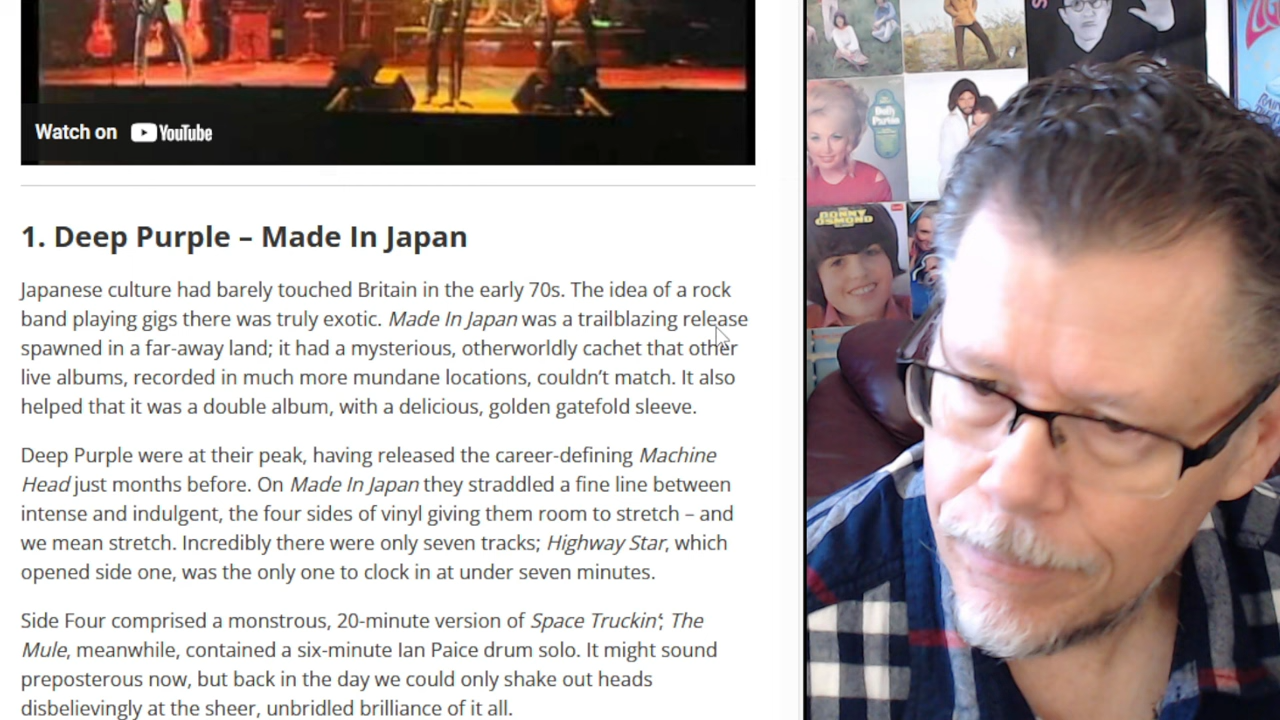 Watch on YouTube
1. Deep Purple – Made In Japan
Japanese culture had barely touched Britain in the early 70s. The idea of a rock
band playing gigs there was truly exotic. Made In Japan was a trailblazing release
spawned in a far-away land; it had a mysterious, otherworldly cachet that other
live albums, recorded in much more mundane locations, couldn’t match. It also
helped that it was a double album, with a delicious, golden gatefold sleeve.
Deep Purple were at their peak, having released the career-defining Machine
Head just months before. On Made In Japan they straddled a fine line between
intense and indulgent, the four sides of vinyl giving them room to stretch – and
we mean stretch. Incredibly there were only seven tracks; Highway Star, which
opened side one, was the only one to clock in at under seven minutes.
Side Four comprised a monstrous, 20-minute version of Space Truckin‘; The
Mule, meanwhile, contained a six-minute Ian Paice drum solo. It might sound
preposterous now, but back in the day we could only shake out heads
disbelievingly at the sheer, unbridled brilliance of it all.
Dolly
Parton
DONNY
OSMOND